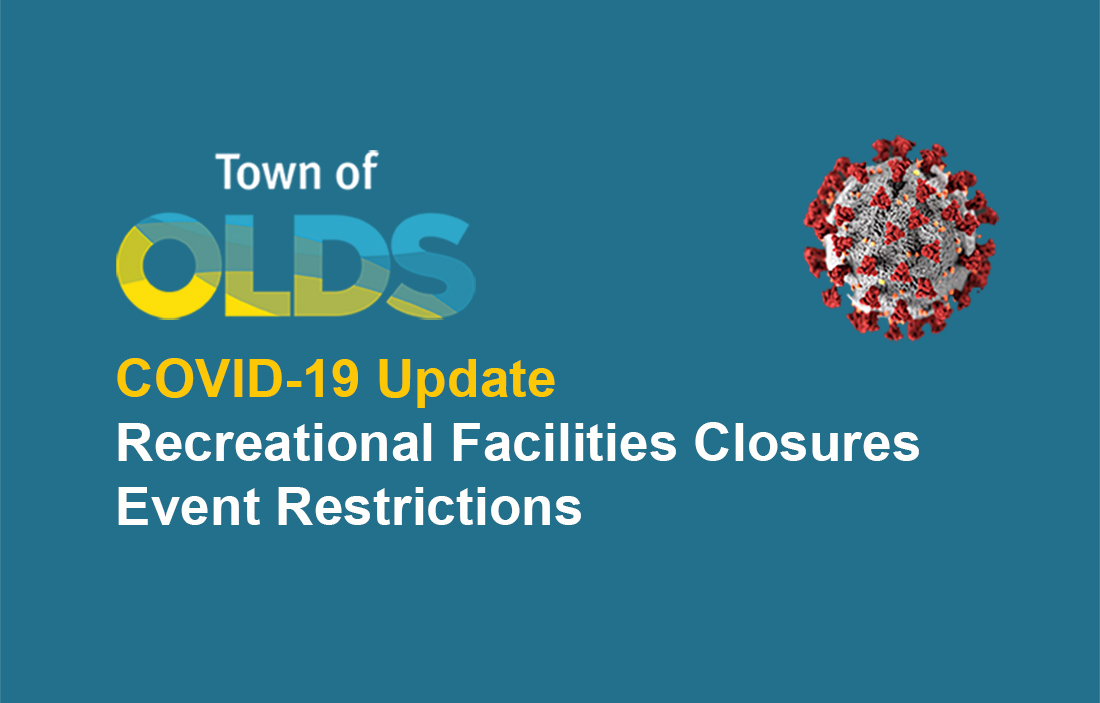 Town of
OLDS
COVID-19 Update
Recreational Facilities Closures
Event Restrictions